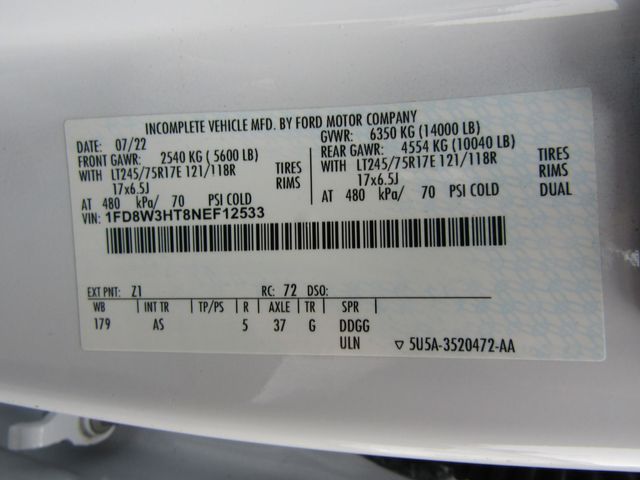 INCOMPLETE VEHICLE MFD. BY FORD MOTOR COMPANY
DATE: 07/22 GVWR: 6350 KG (14000 LB)
FRONT GAWR: 2540 KG ( 5600 LB) REAR GAWR: 4554 KG (10040 LB)
WITH LT245/75R17E 121/118R TIRES WITH LT245/75R17E 121/118R TIRES
17x6.5J RIMS 17x6.5J RIMS
AT 480 kPa/ 70 PSI COLD AT 480 kPa/ 70 PSI COLD DUAL
VIN: 1FD8W3HT8NEF12533
EXT PNT: Z1 RC: 72 DSO:
WB INT TR TP/PS R AXLE TR SPR
179 AS 5 37 G DDGG
ULN ▽ 5U5A-3520472-AA